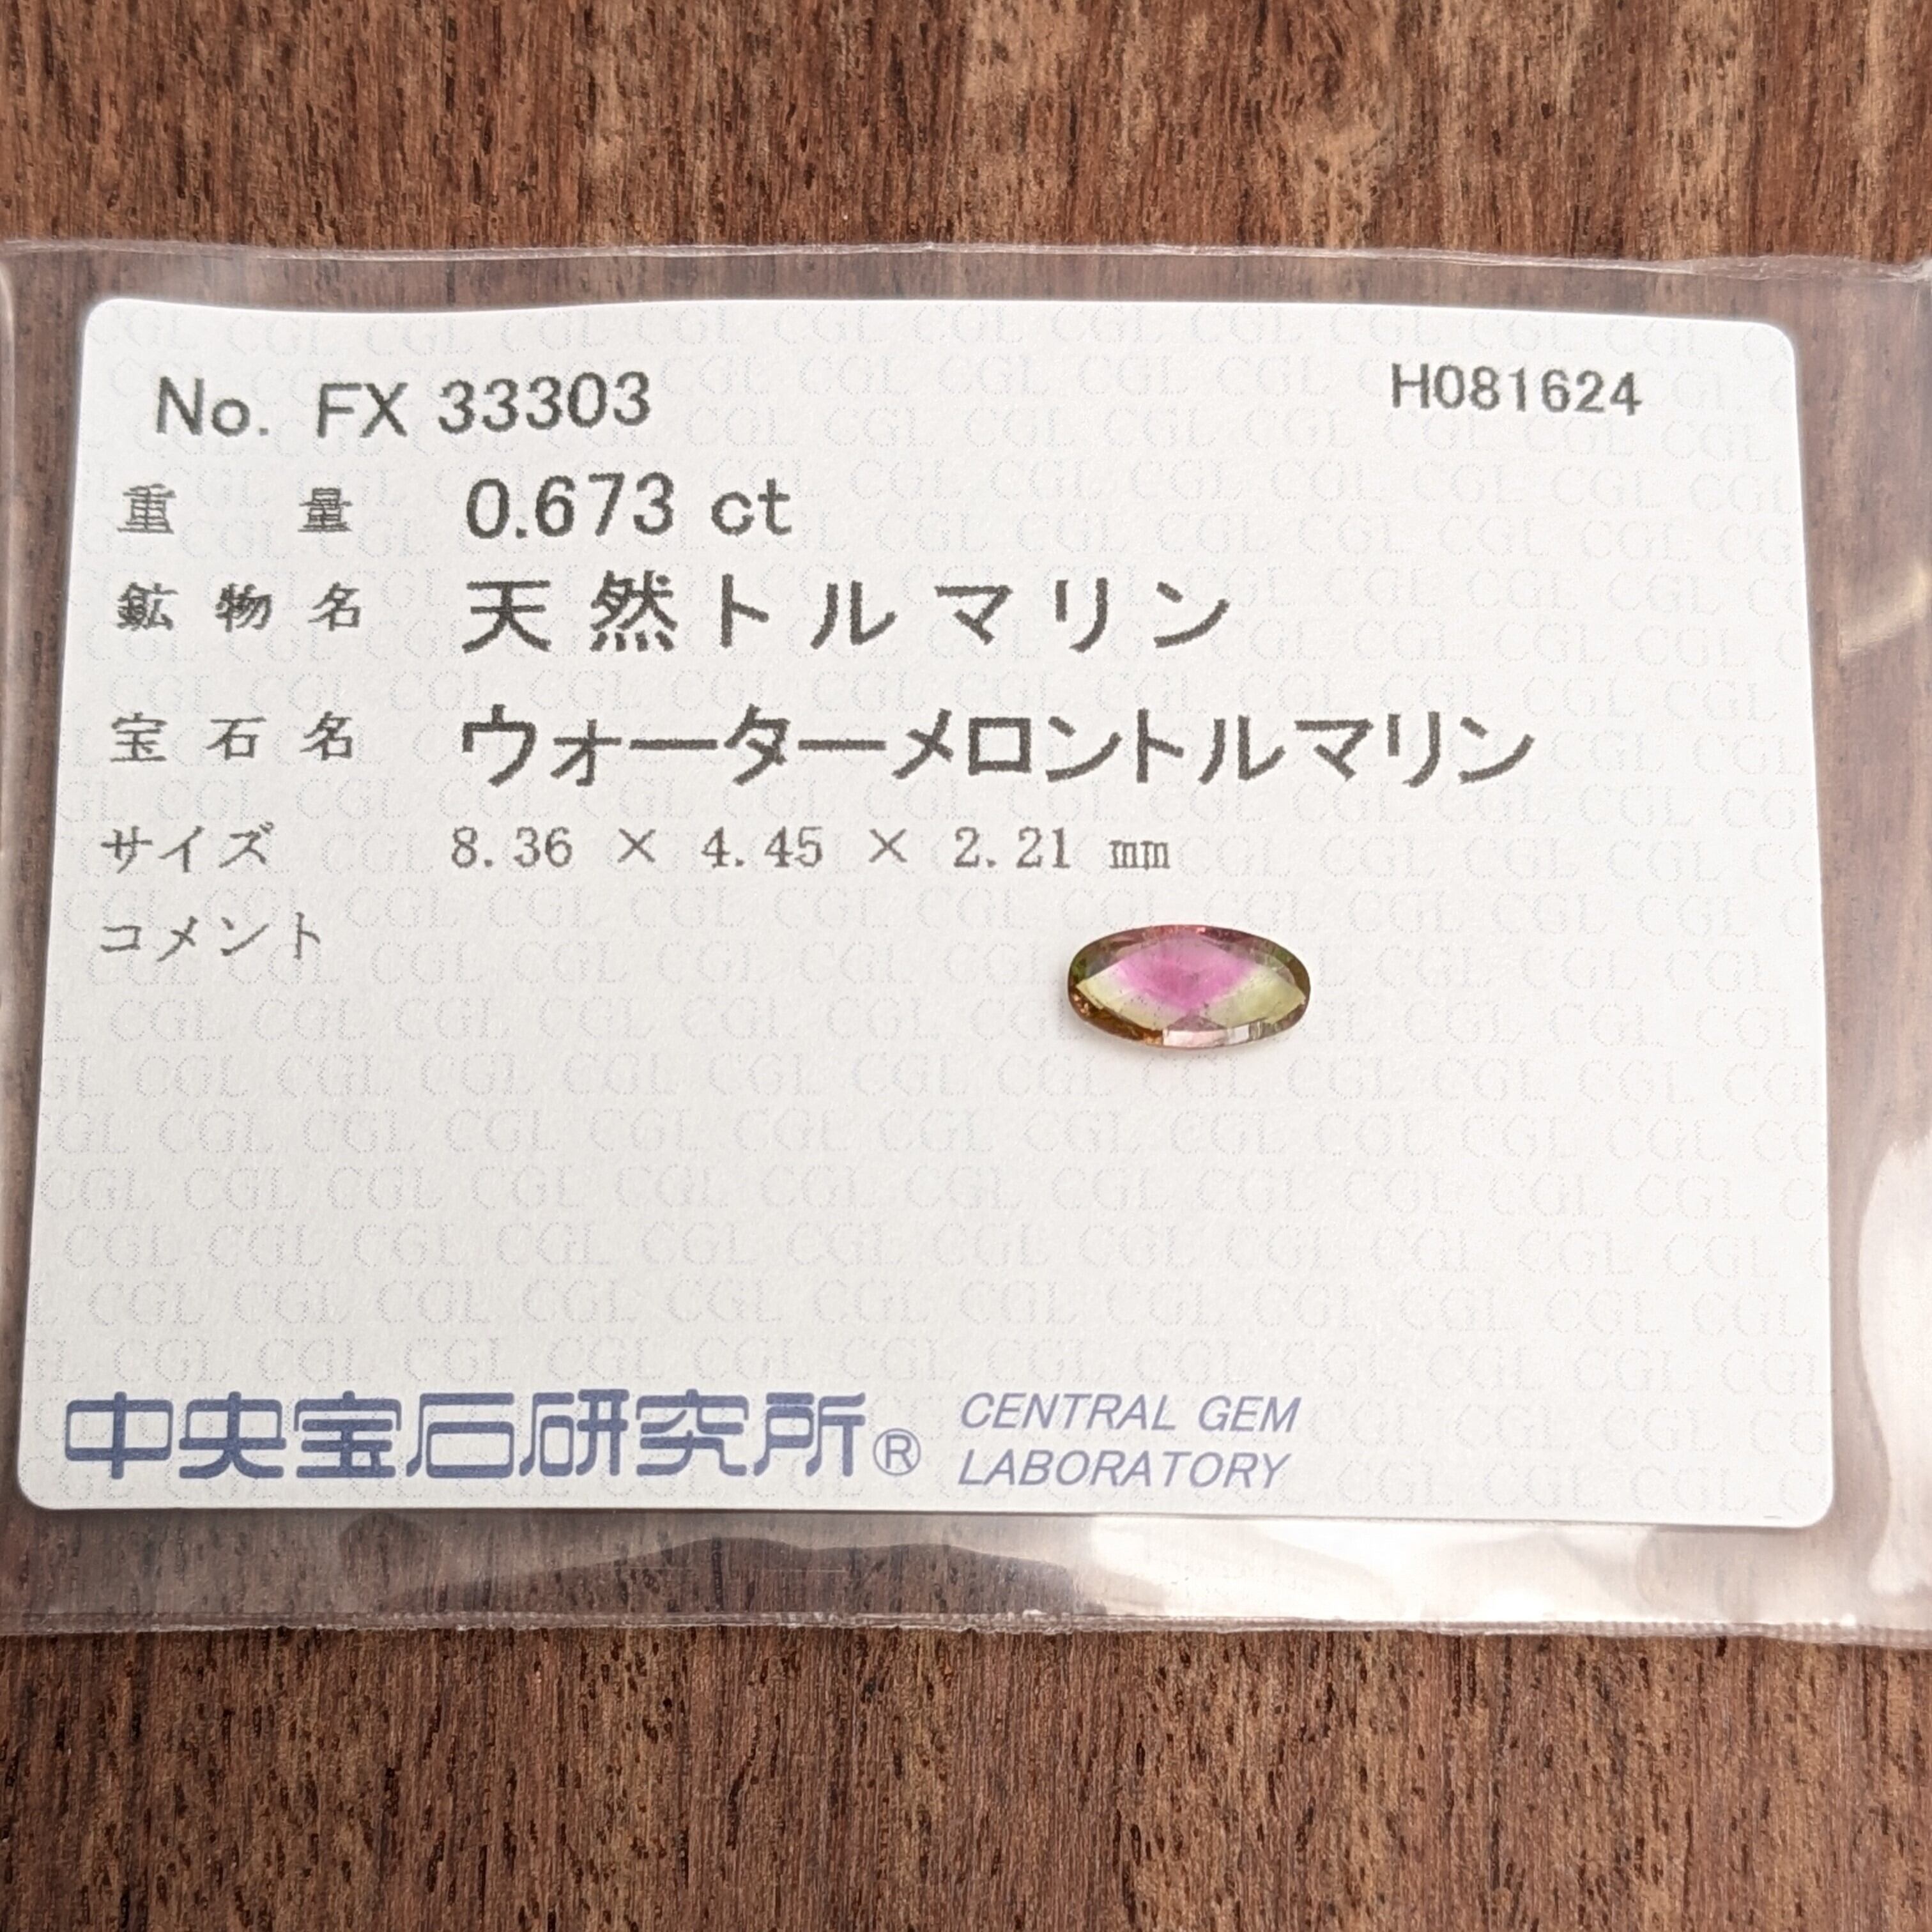 No. FX 33303 H081624
重量 0.673 ct
鉱物名 天然トルマリン
宝石名 ウォーターメロントルマリン
サイズ 8.36 × 4.45 × 2.21 mm
コメント
中央宝石研究所® CENTRAL GEM
LABORATORY